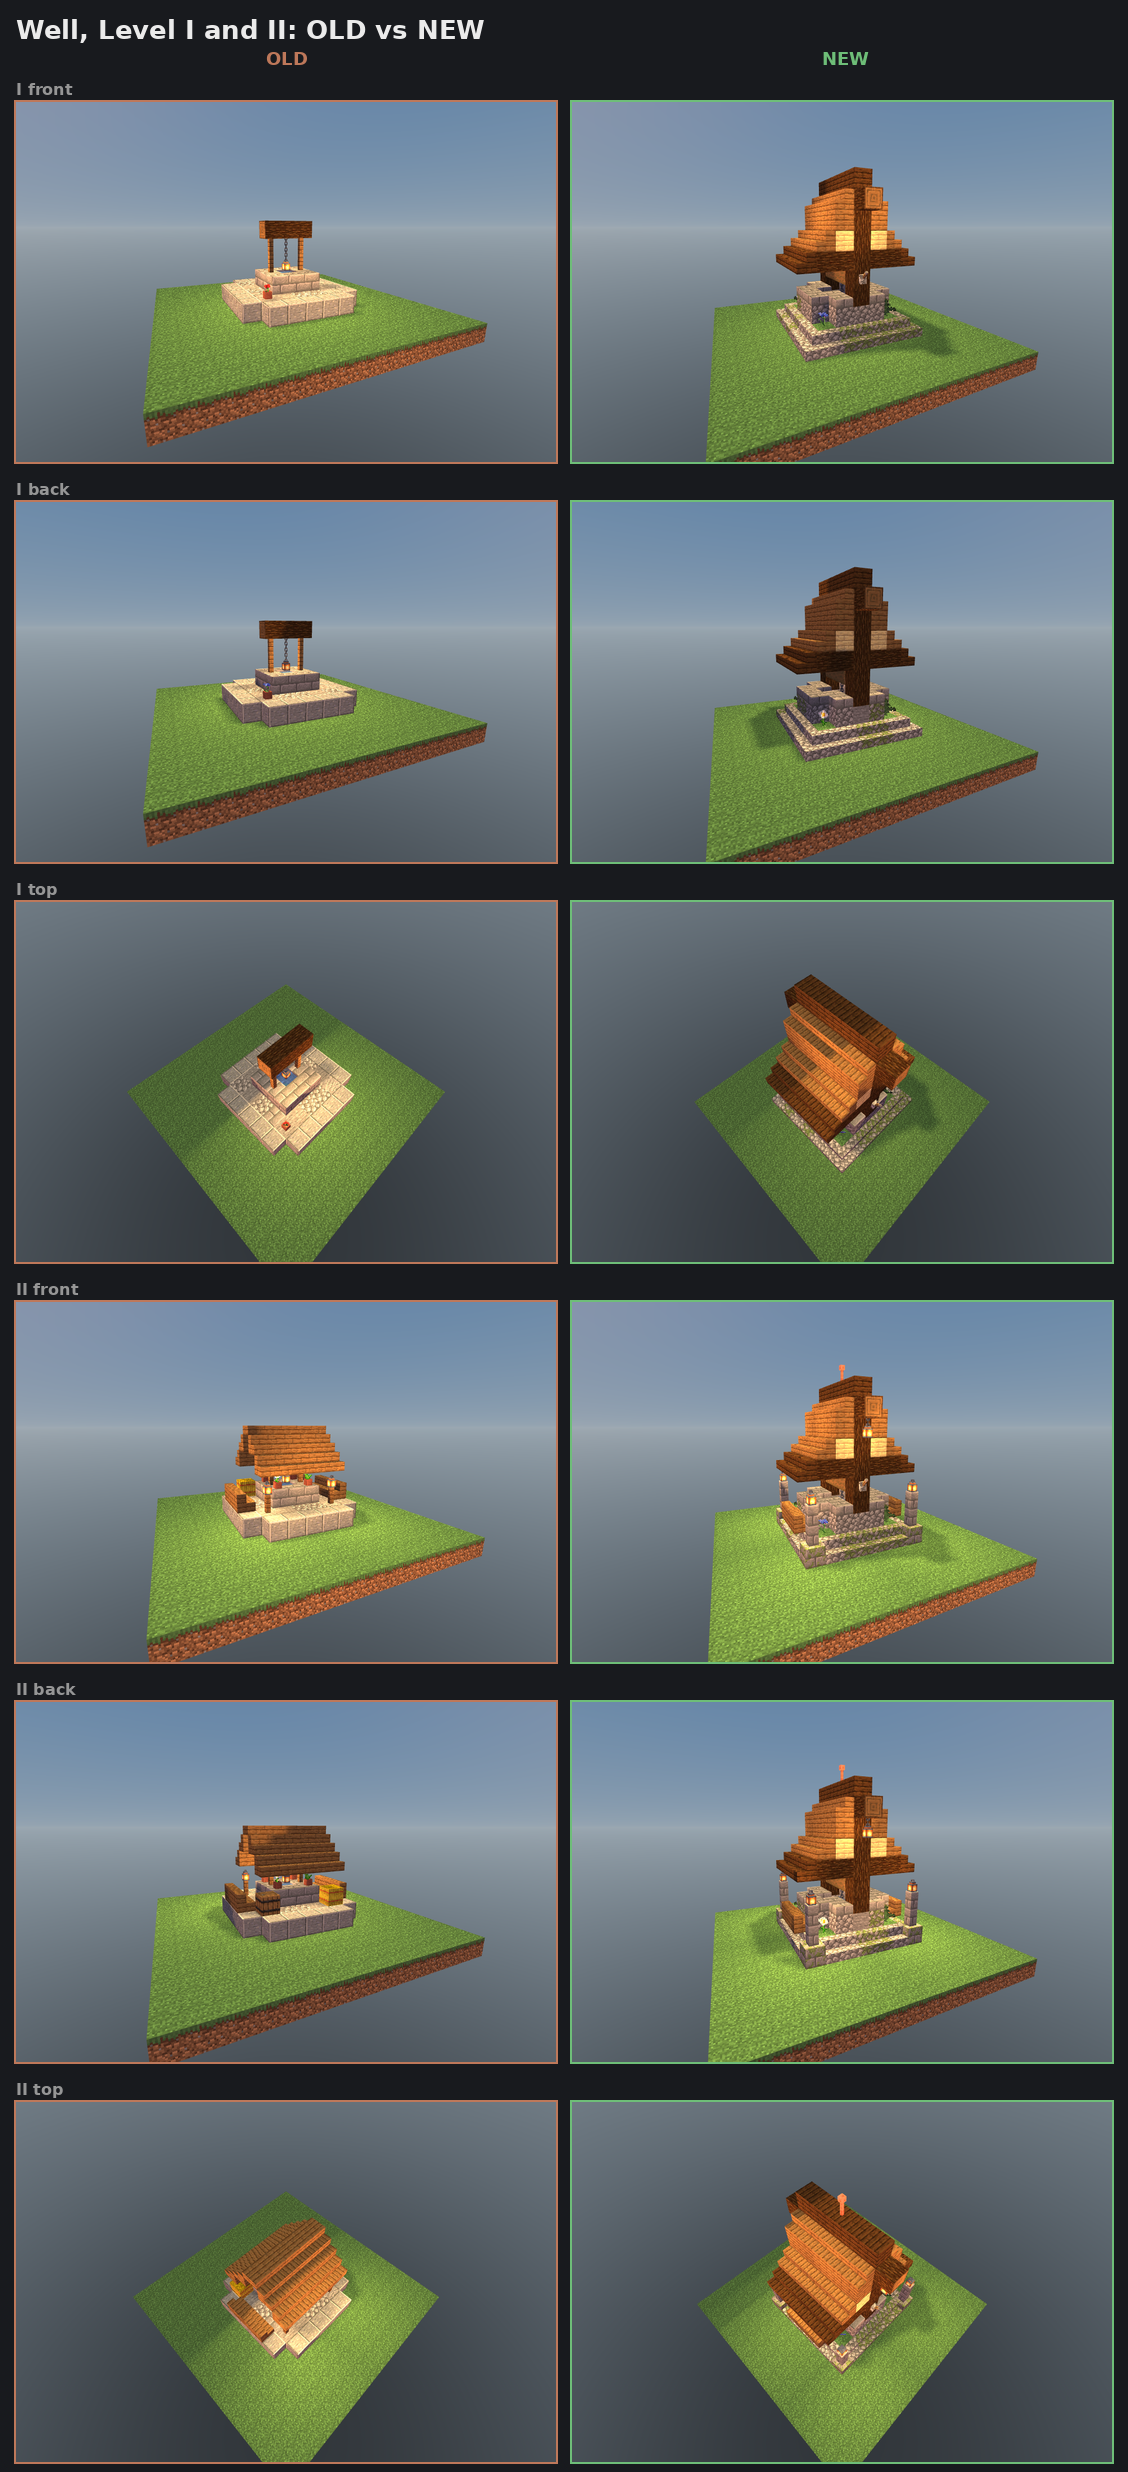 Well, Level I and II: OLD vs NEW
OLD
NEW
I front
I back
I top
II front
II back
II top